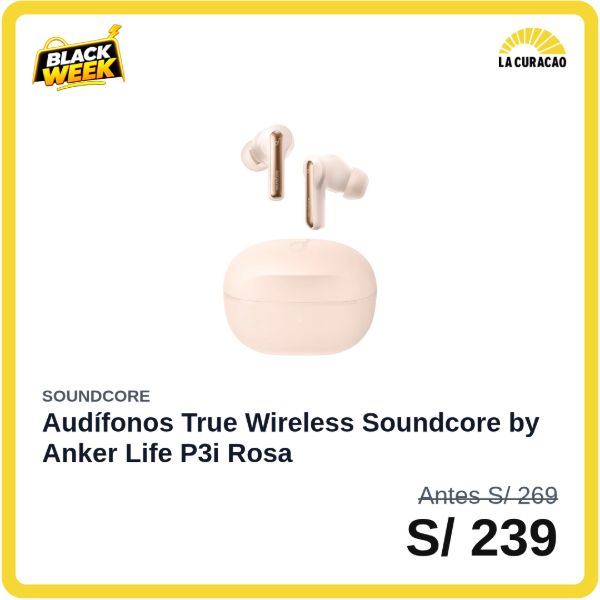 BLACK
WEEK
LA CURACAO
SOUNDCORE
Audífonos True Wireless Soundcore by
Anker Life P3i Rosa
Antes S/ 269
S/ 239